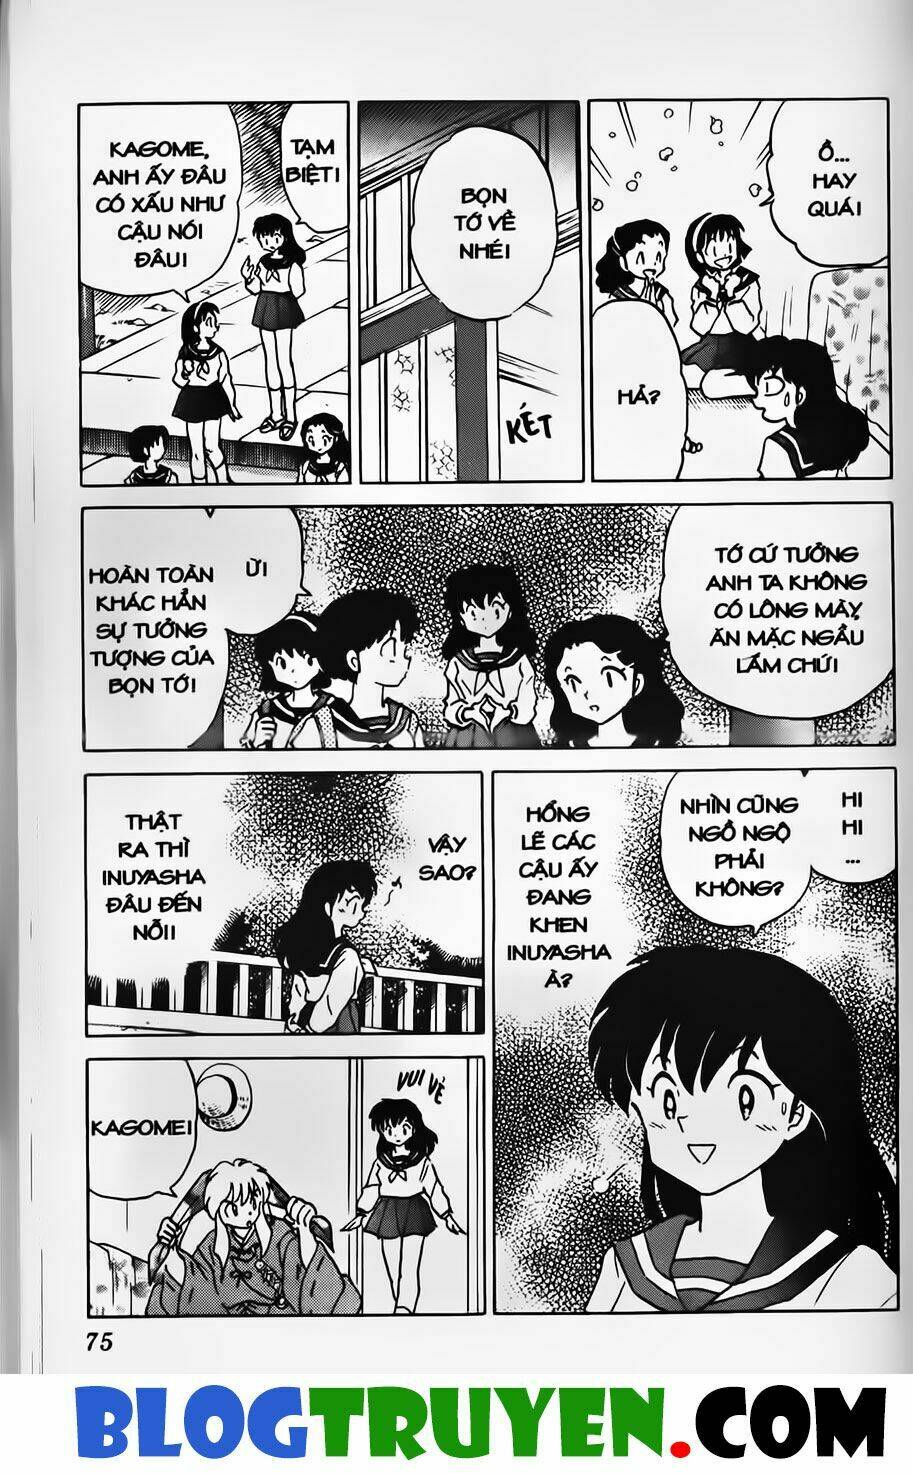 Ồ...
HAY
QUÁ!
HẢ?
BỌN
TỚ VỀ
NHÉ!
KÉT
TẠM
BIỆT!
KAGOME,
ANH ẤY ĐÂU
CÓ XẤU NHƯ
CẬU NÓI
ĐÂU!
TỚ CỨ TƯỞNG
ANH TA KHÔNG
CÓ LÔNG MÀY,
ĂN MẶC NGẦU
LẮM CHỨ!
Ừ!
HOÀN TOÀN
KHÁC HẲN
SỰ TƯỞNG
TƯỢNG CỦA
BỌN TỚ!
HI
HI
...
NHÌN CŨNG
NGỒ NGỘ
PHẢI
KHÔNG?
HỔNG
LẼ CÁC
CẬU ẤY
ĐANG
KHEN
INUYASHA
À?
VẬY
SAO?
THẬT
RA THÌ
INUYASHA
ĐÂU ĐẾN
NỖI!
VUI VẺ
KAGOME!
75
BLOGTRUYEN.COM